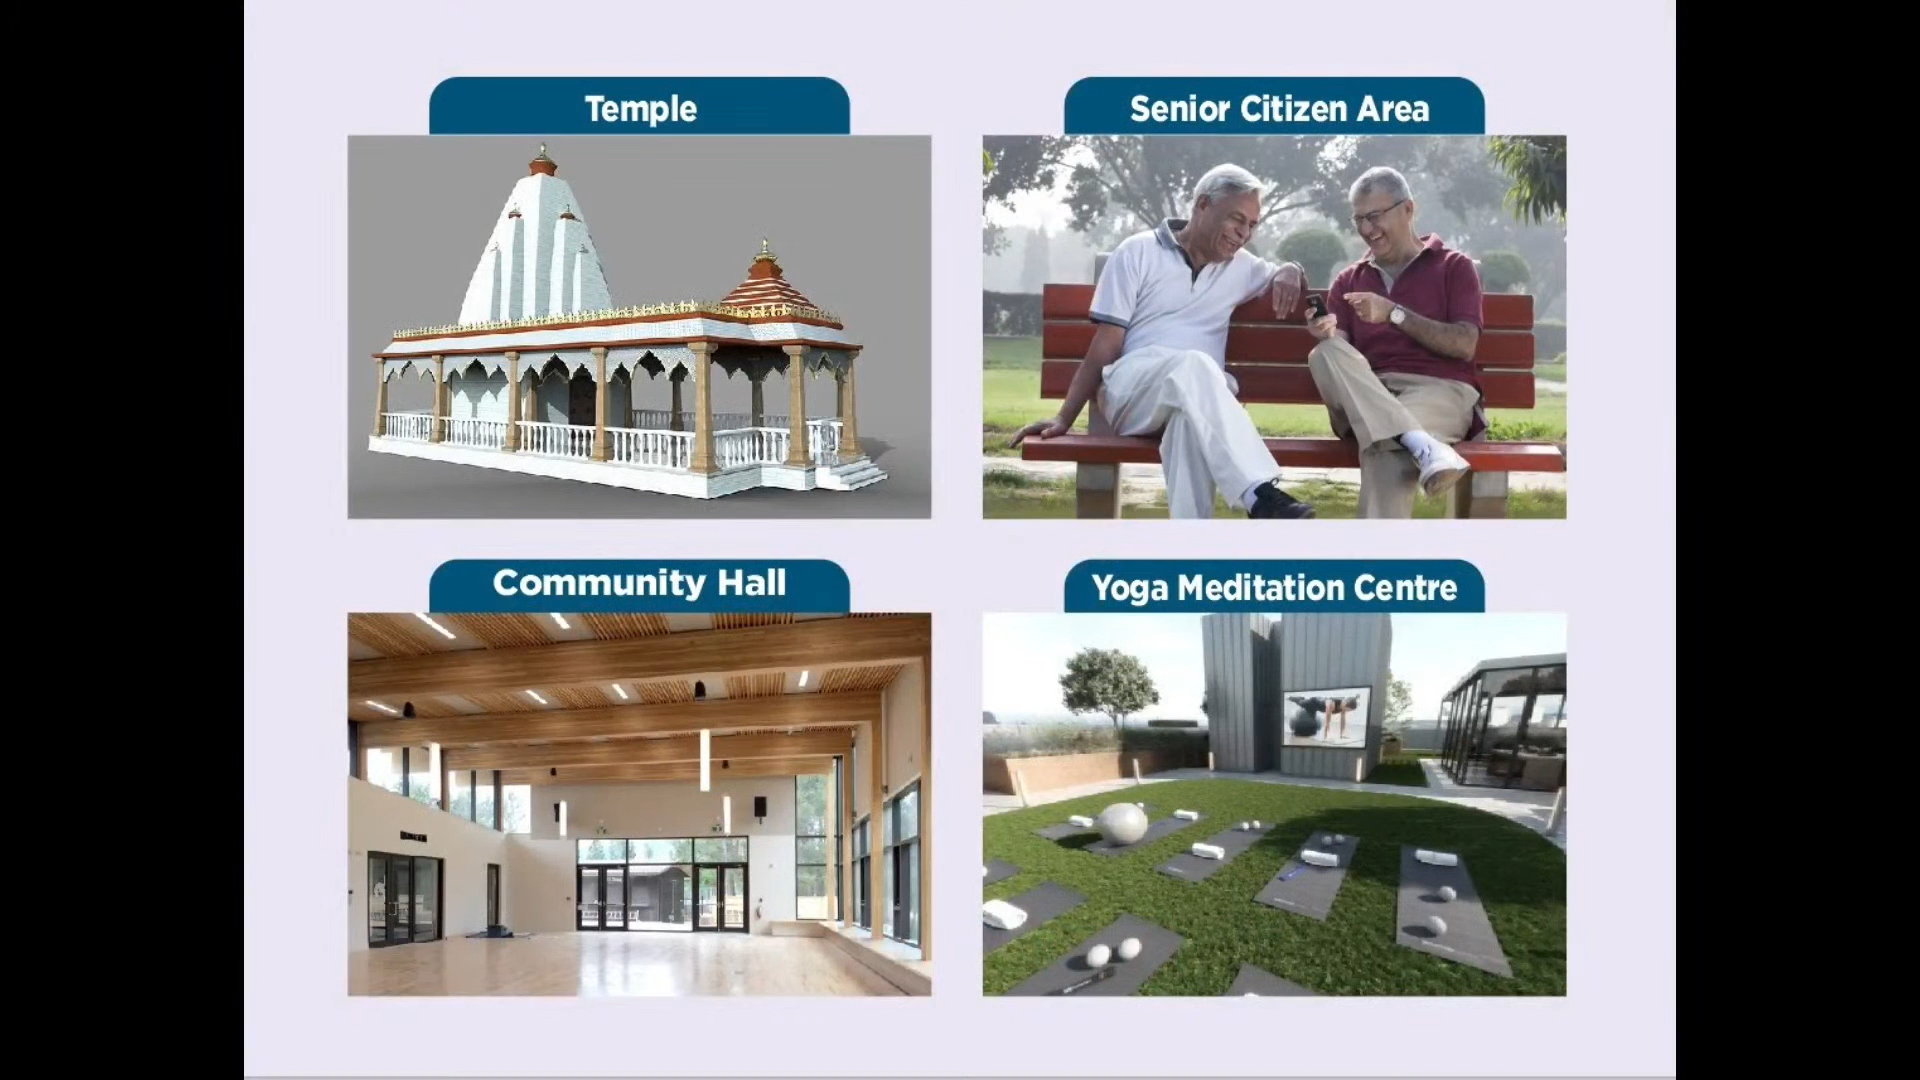 Temple
Senior Citizen Area
Community Hall
Yoga Meditation Centre